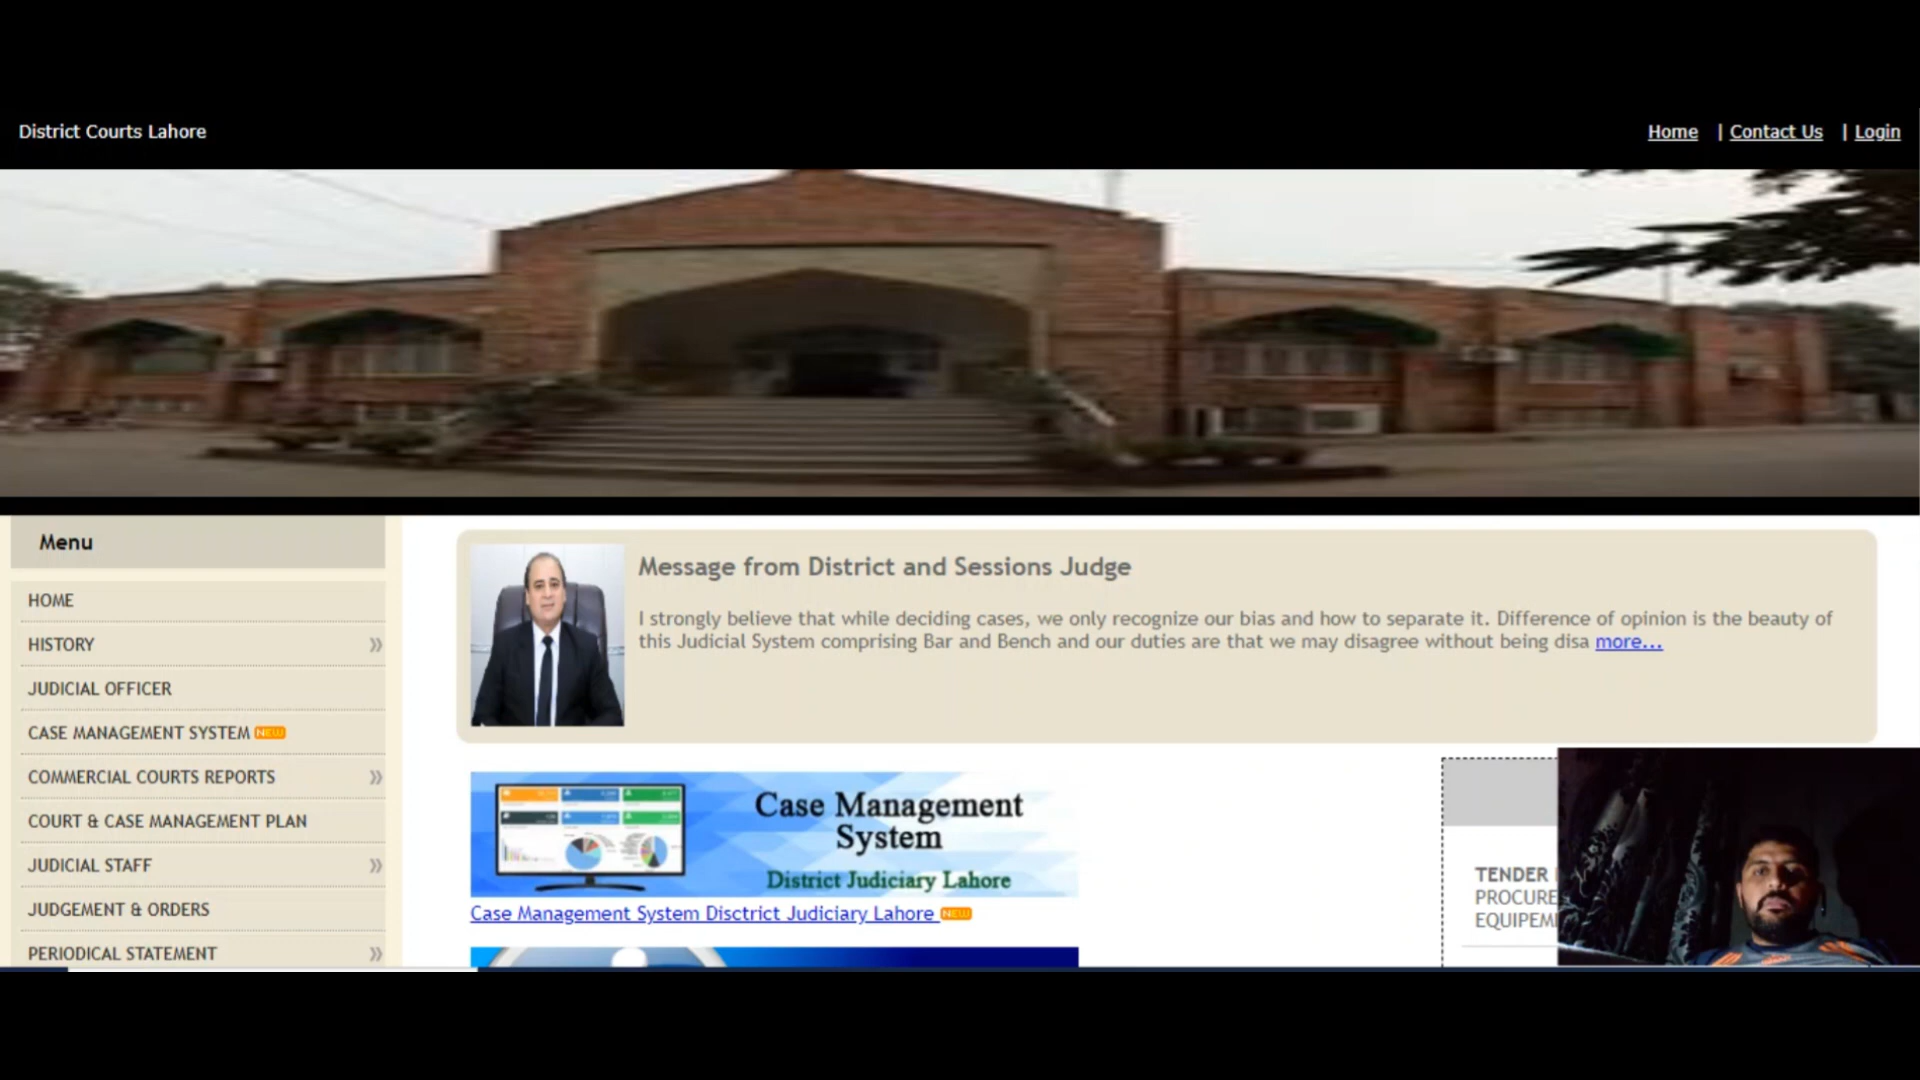 District Courts Lahore
Home | Contact Us | Login
Menu
HOME
HISTORY
JUDICIAL OFFICER
CASE MANAGEMENT SYSTEM NEW
COMMERCIAL COURTS REPORTS
COURT & CASE MANAGEMENT PLAN
JUDICIAL STAFF
JUDGEMENT & ORDERS
PERIODICAL STATEMENT
Message from District and Sessions Judge
I strongly believe that while deciding cases, we only recognize our bias and how to separate it. Difference of opinion is the beauty of
this Judicial System comprising Bar and Bench and our duties are that we may disagree without being disa more...
Case Management
System
District Judiciary Lahore
Case Management System Disctrict Judiciary Lahore NEW
TENDER
PROCURE
EQUIPEM